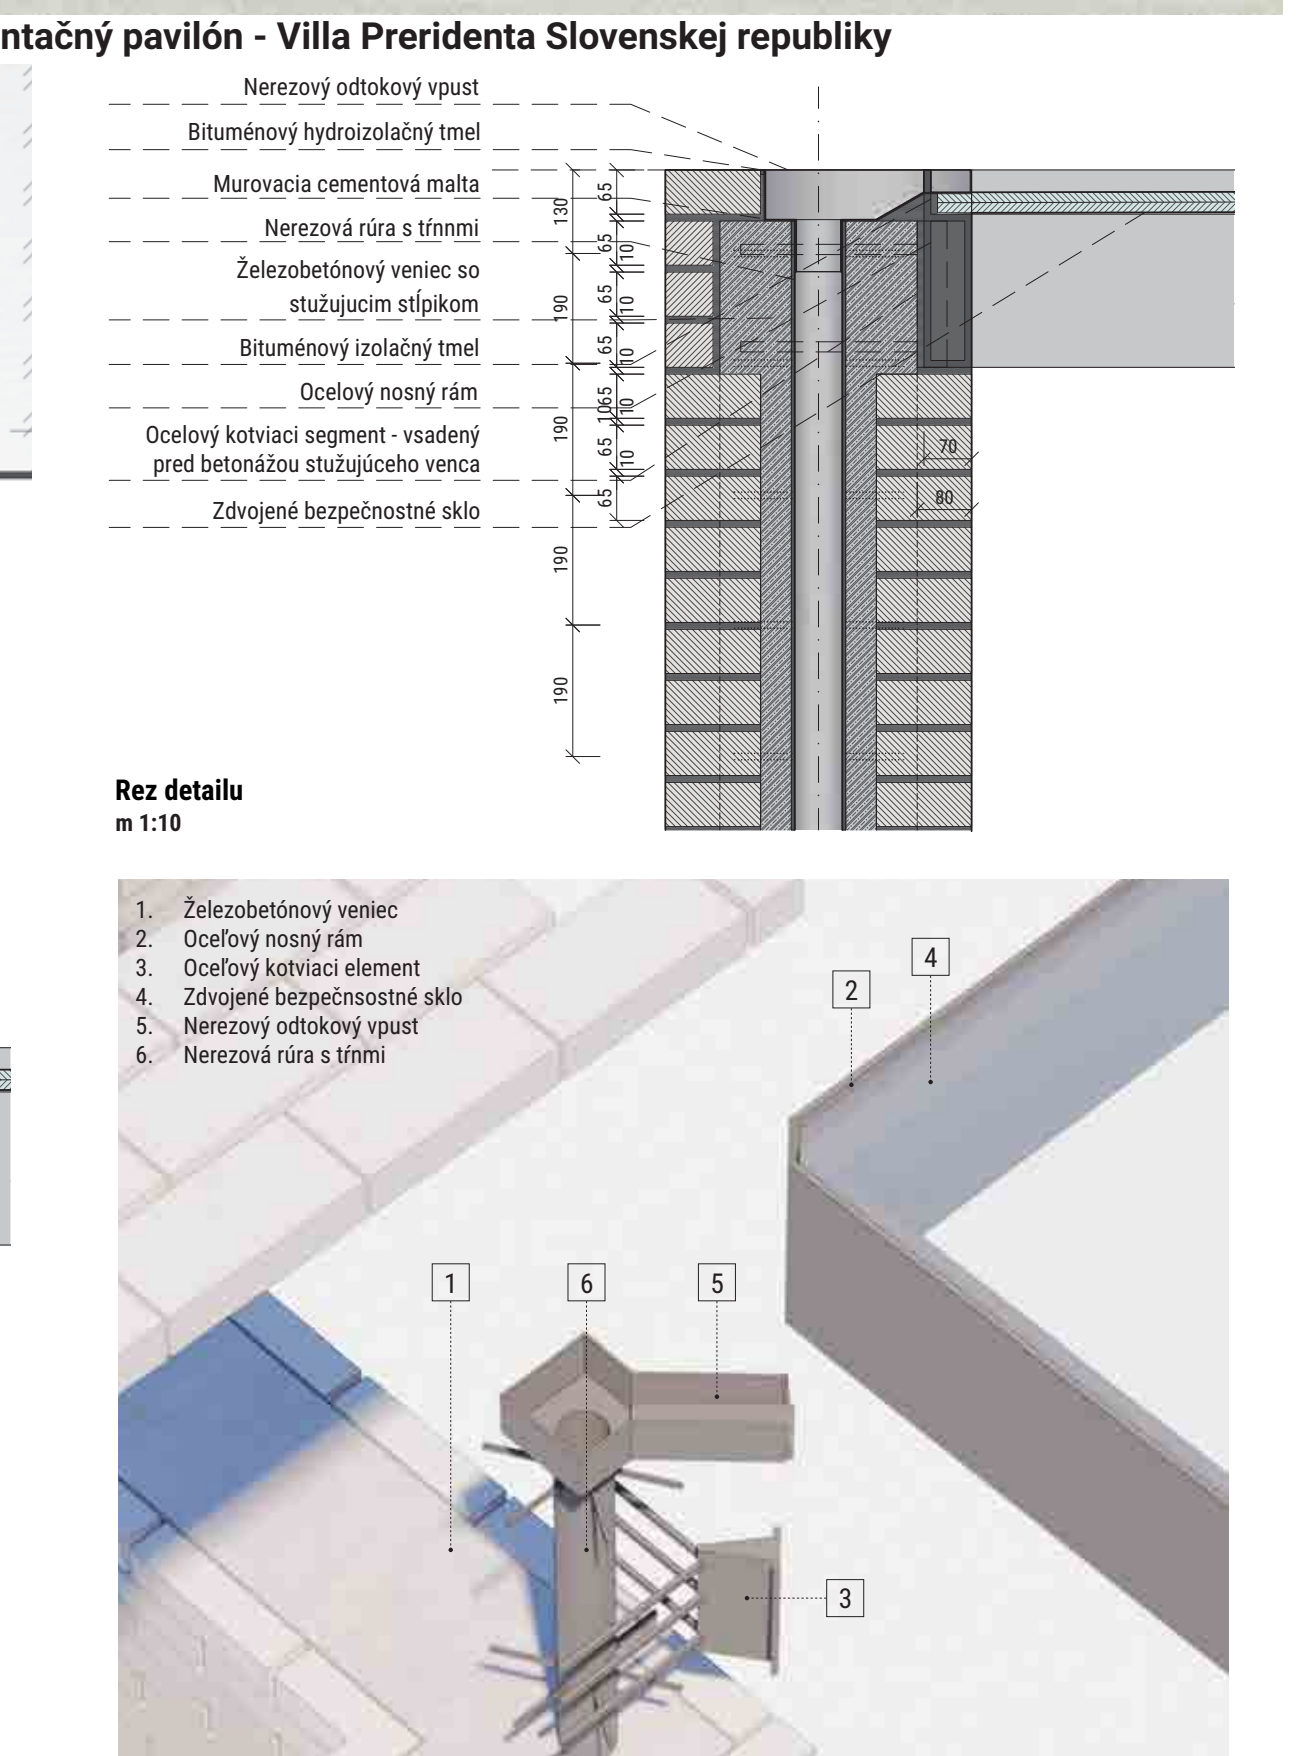 ntačný pavilón - Villa Preridenta Slovenskej republiky
Nerezový odtokový vpust
Bituménový hydroizolačný tmel
Murovacia cementová malta
Nerezová rúra s tŕnnmi
Železobetónový veniec so
stužujucim stĺpikom
Bituménový izolačný tmel
Ocelový nosný rám
Ocelový kotviaci segment - vsadený
pred betonážou stužujúceho venca
Zdvojené bezpečnostné sklo
130
190
190
190
190
65
65
10
65
10
65
10
65
10
10
65
10
65
70
80
Rez detailu
m 1:10
1. Železobetónový veniec
2. Oceľový nosný rám
3. Oceľový kotviaci element
4. Zdvojené bezpečnsostné sklo
5. Nerezový odtokový vpust
6. Nerezová rúra s tŕnmi
4
2
1
6
5
3